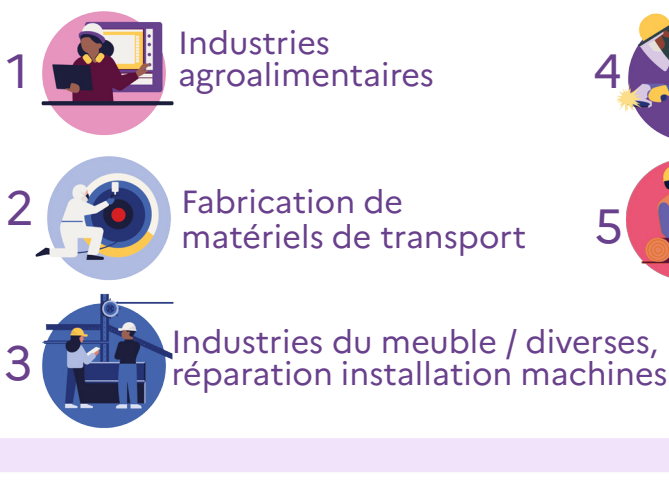 1
Industries
agroalimentaires
2
Fabrication de
matériels de transport
3
Industries du meuble / diverses,
réparation installation machines
4
5